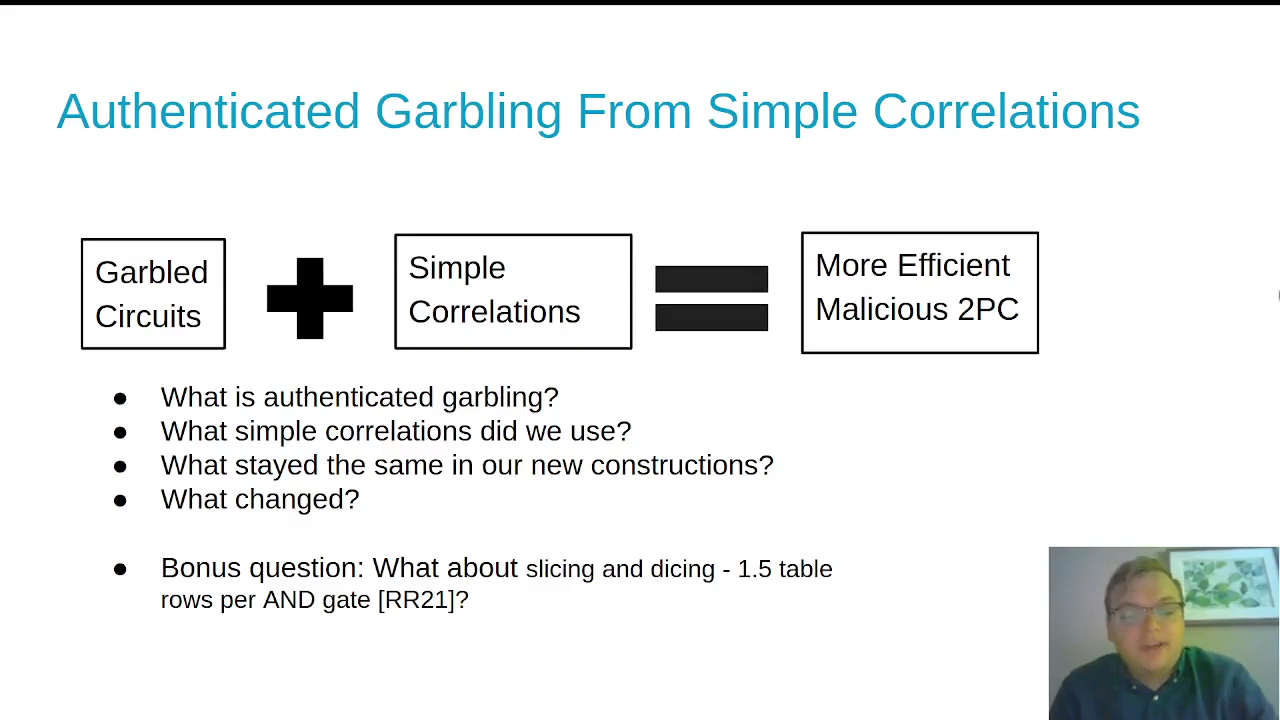 Authenticated Garbling From Simple Correlations
Garbled
Circuits
Simple
Correlations
More Efficient
Malicious 2PC
● What is authenticated garbling?
● What simple correlations did we use?
● What stayed the same in our new constructions?
● What changed?
● Bonus question: What about slicing and dicing - 1.5 table
rows per AND gate [RR21]?